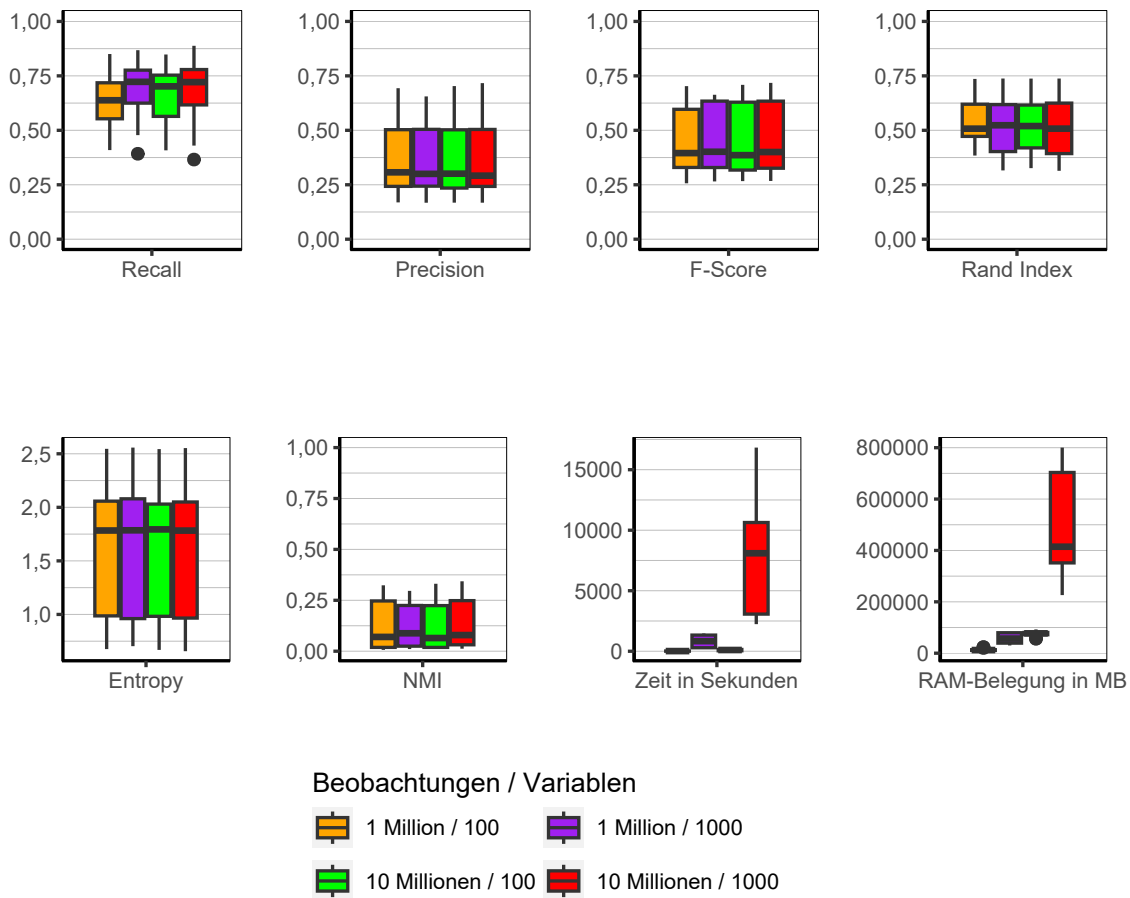 1,00
0,75
0,50
0,25
0,00
Recall
1,00
0,75
0,50
0,25
0,00
Precision
1,00
0,75
0,50
0,25
0,00
F-Score
1,00
0,75
0,50
0,25
0,00
Rand Index
2,5
2,0
1,5
1,0
Entropy
1,00
0,75
0,50
0,25
0,00
NMI
15000
10000
5000
0
Zeit in Sekunden
800000
600000
400000
200000
0
RAM-Belegung in MB
Beobachtungen / Variablen
1 Million / 100
1 Million / 1000
10 Millionen / 100
10 Millionen / 1000